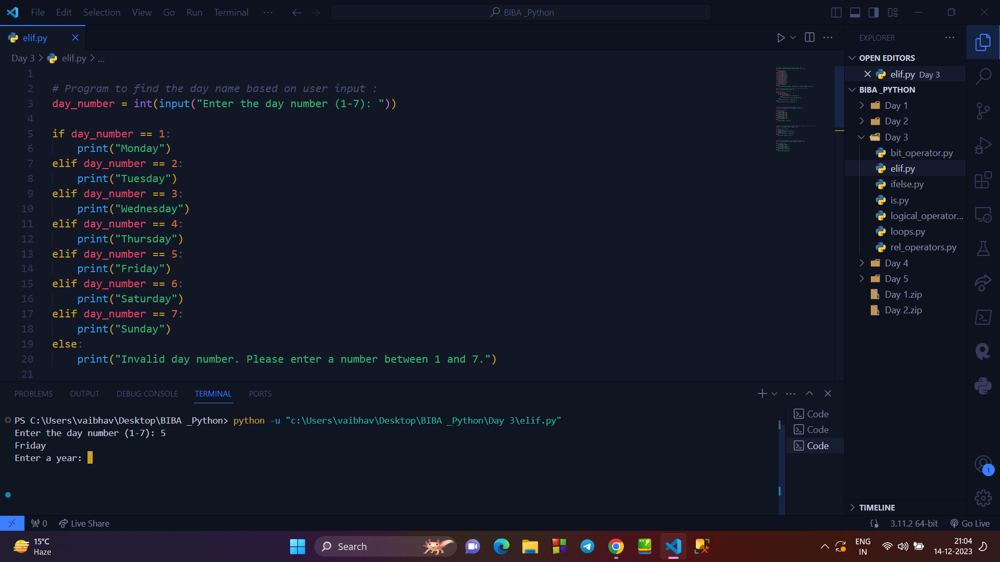 File Edit Selection View Go Run Terminal ···
BIBA _Python
elif.py
Day 3 > elif.py > ...
1
2 # Program to find the day name based on user input :
3 day_number = int(input("Enter the day number (1-7): "))
4
5 if day_number == 1:
6 print("Monday")
7 elif day_number == 2:
8 print("Tuesday")
9 elif day_number == 3:
10 print("Wednesday")
11 elif day_number == 4:
12 print("Thursday")
13 elif day_number == 5:
14 print("Friday")
15 elif day_number == 6:
16 print("Saturday")
17 elif day_number == 7:
18 print("Sunday")
19 else:
20 print("Invalid day number. Please enter a number between 1 and 7.")
21
PROBLEMS OUTPUT DEBUG CONSOLE TERMINAL PORTS
PS C:\Users\vaibhav\Desktop\BIBA _Python> python -u "c:\Users\vaibhav\Desktop\BIBA _Python\Day 3\elif.py"
Enter the day number (1-7): 5
Friday
Enter a year:
Code
Code
Code
EXPLORER
OPEN EDITORS
elif.py Day 3
BIBA _PYTHON
Day 1
Day 2
Day 3
bit_operator.py
elif.py
ifelse.py
is.py
logical_operator...
loops.py
rel_operators.py
Day 4
Day 5
Day 1.zip
Day 2.zip
TIMELINE
1
0 Live Share
3.11.2 64-bit Go Live
15°C
Haze
Search
ENG
IN
21:04
14-12-2023